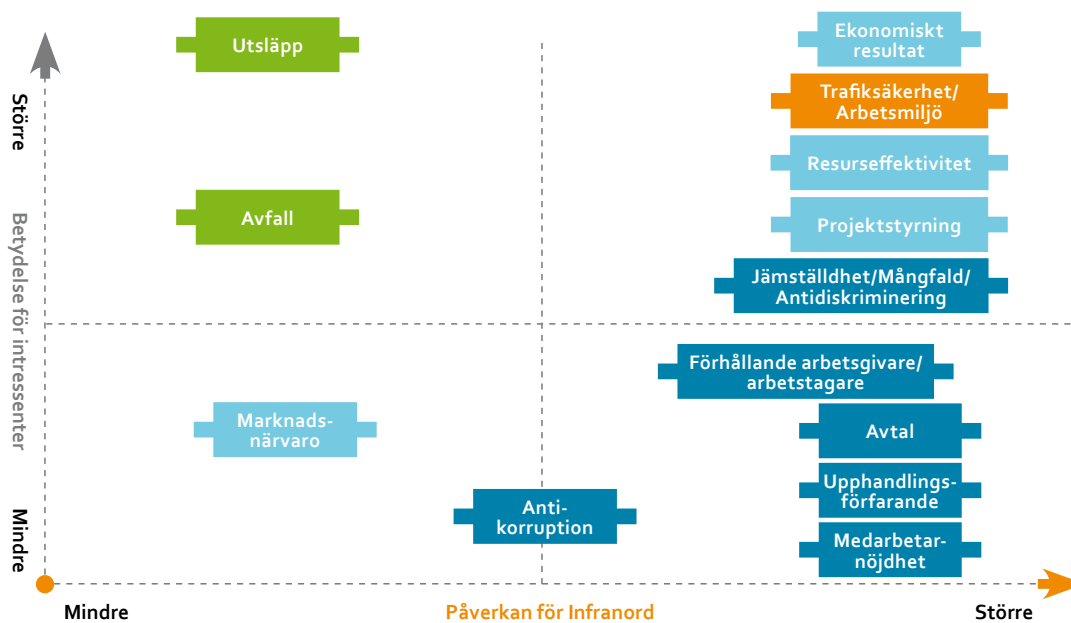 Utsläpp
Ekonomiskt
resultat
Trafiksäkerhet/
Arbetsmiljö
Resurseffektivitet
Avfall
Projektstyrning
Jämställdhet/Mångfald/
Antidiskriminering
Förhållande arbetsgivare/
arbetstagare
Marknads-
närvaro
Avtal
Anti-
korruption
Upphandlings-
förfarande
Medarbetar-
nöjdhet
Större
Betydelse för intressenter
Mindre
Mindre
Påverkan för Infranord
Större